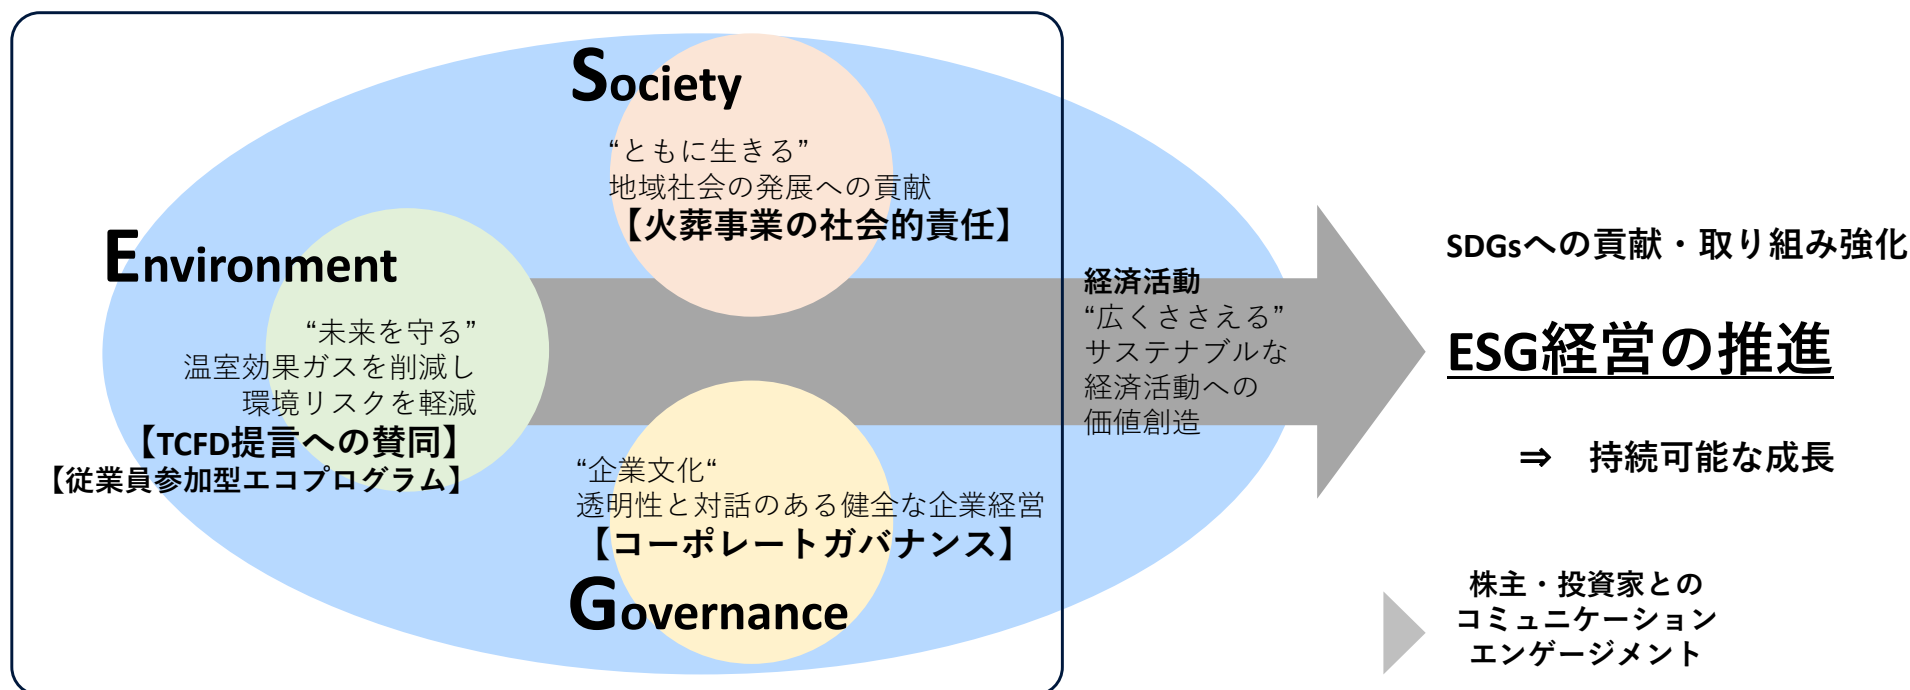 Society
“ともに生きる”
地域社会の発展への貢献
【火葬事業の社会的責任】
Environment
“未来を守る”
温室効果ガスを削減し
環境リスクを軽減
【TCFD提言への賛同】
【従業員参加型エコプログラム】
“企業文化“
透明性と対話のある健全な企業経営
【コーポレートガバナンス】
Governance
経済活動
“広くささえる”
サステナブルな
経済活動への
価値創造
SDGsへの貢献・取り組み強化
ESG経営の推進
⇒ 持続可能な成長
株主・投資家との
コミュニケーション
エンゲージメント